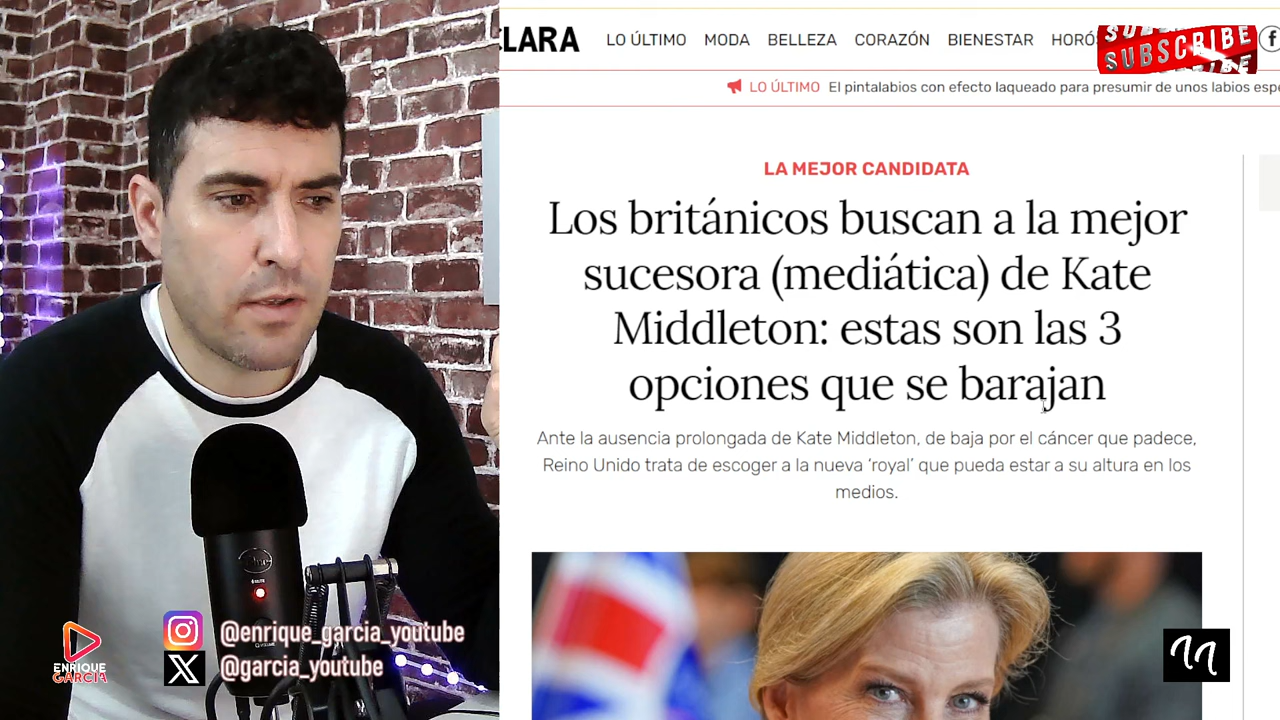 CLARA
LO ÚLTIMO MODA BELLEZA CORAZÓN BIENESTAR
SUBSCRIBE
LO ÚLTIMO El pintalabios con efecto laqueado para presumir de unos labios
LA MEJOR CANDIDATA
Los británicos buscan a la mejor
sucesora (mediática) de Kate
Middleton: estas son las 3
opciones que se barajan
Ante la ausencia prolongada de Kate Middleton, de baja por el cáncer que padece,
Reino Unido trata de escoger a la nueva ‘royal’ que pueda estar a su altura en los
medios.
ENRIQUE
GARCIA
@enrique_garcia_youtube
@garcia_youtube